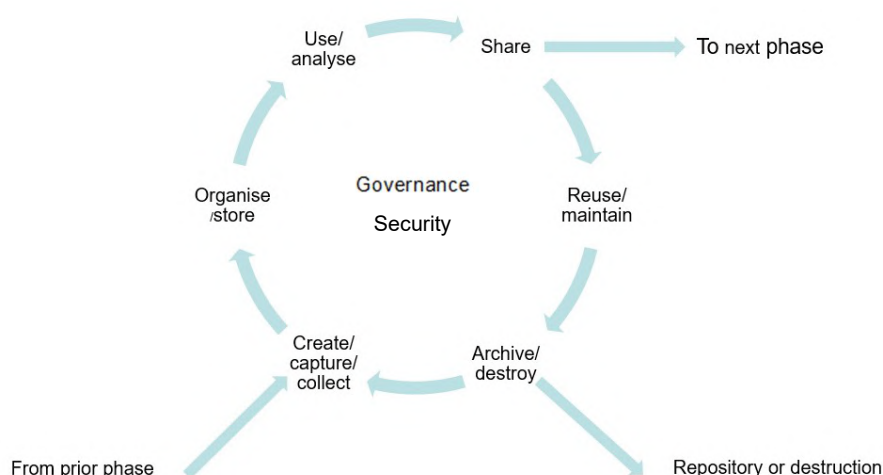 Use/
analyse
Share
To next phase
Organise
/store
Governance
Security
Reuse/
maintain
Create/
capture/
collect
Archive/
destroy
From prior phase
Repository or destruction